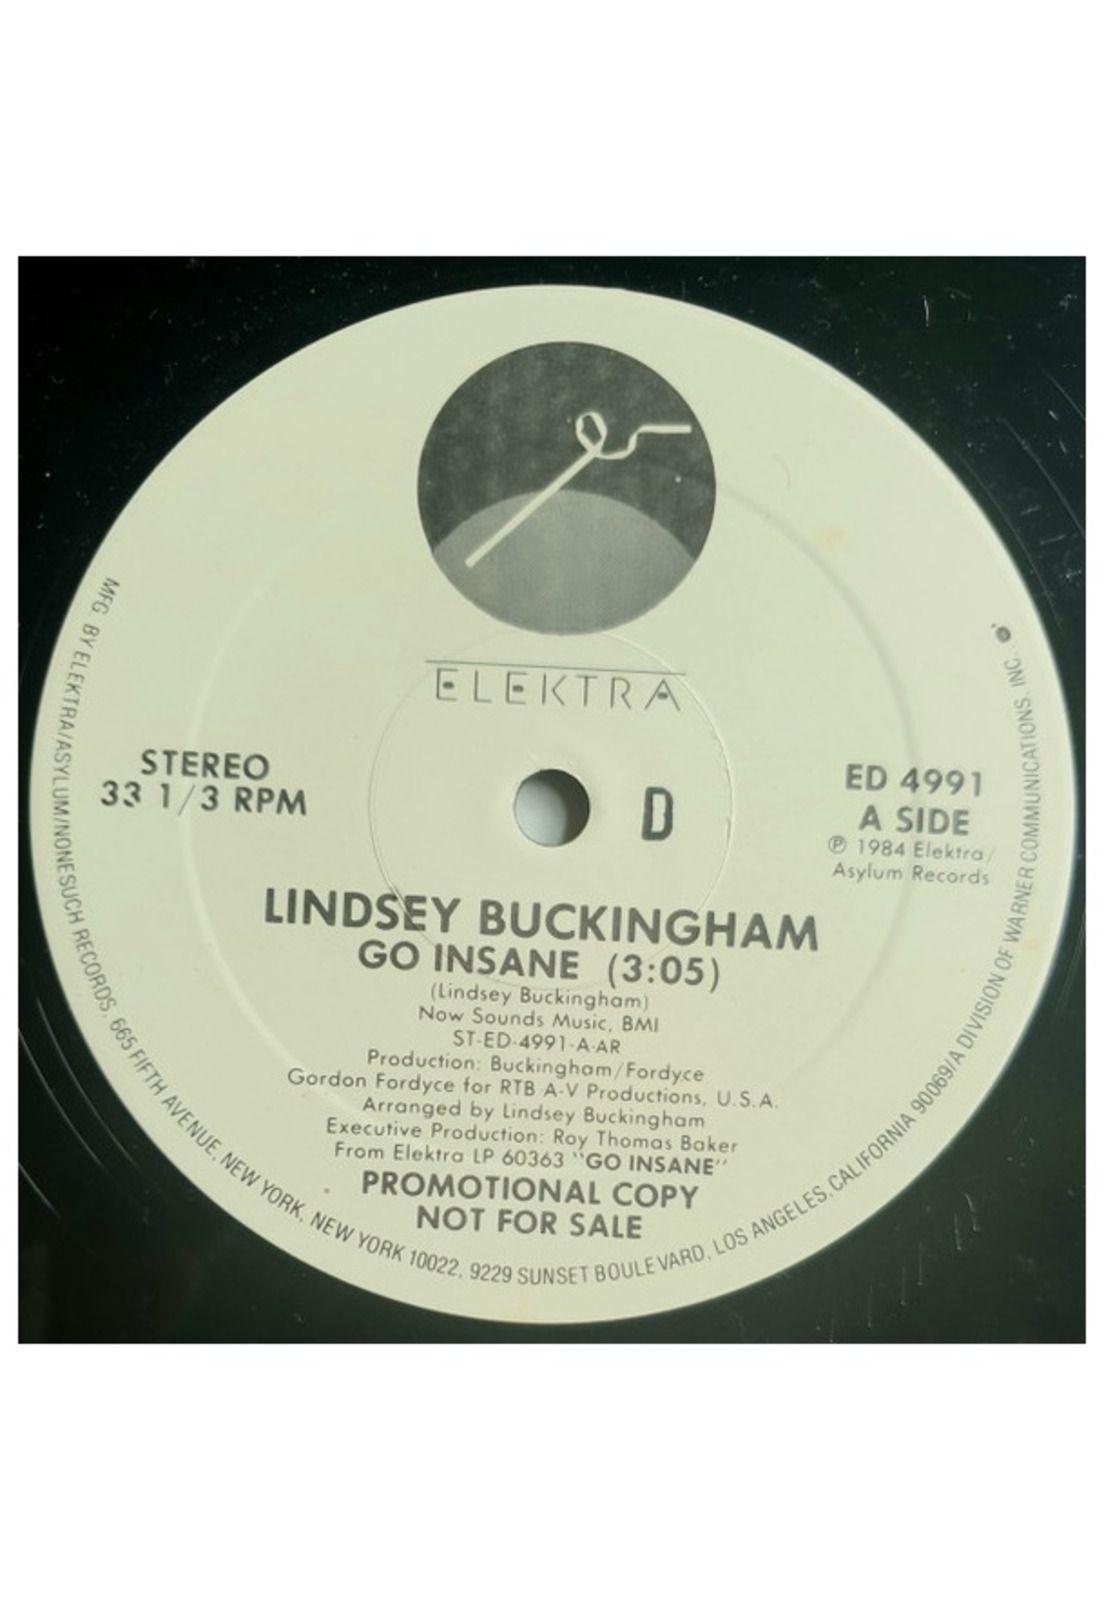 ELEKTRA
STEREO
33 1/3 RPM
D
ED 4991
A SIDE
℗ 1984 Elektra/
Asylum Records
LINDSEY BUCKINGHAM
GO INSANE (3:05)
(Lindsey Buckingham)
Now Sounds Music, BMI
ST-ED-4991-A-AR
Production: Buckingham/Fordyce
Gordon Fordyce for RTB A-V Productions, U.S.A.
Arranged by Lindsey Buckingham
Executive Production: Roy Thomas Baker
From Elektra LP 60363 "GO INSANE"
PROMOTIONAL COPY
NOT FOR SALE
MFG. BY ELEKTRA/ASYLUM/NONESUCH RECORDS, 665 FIFTH AVENUE, NEW YORK, NEW YORK 10022, 9229 SUNSET BOULEVARD, LOS ANGELES, CALIFORNIA 90069/A DIVISION OF WARNER COMMUNICATIONS, INC.